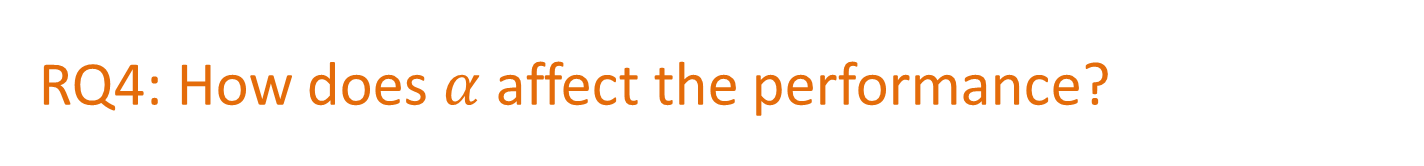 RQ4: How does 𝛼 affect the performance?